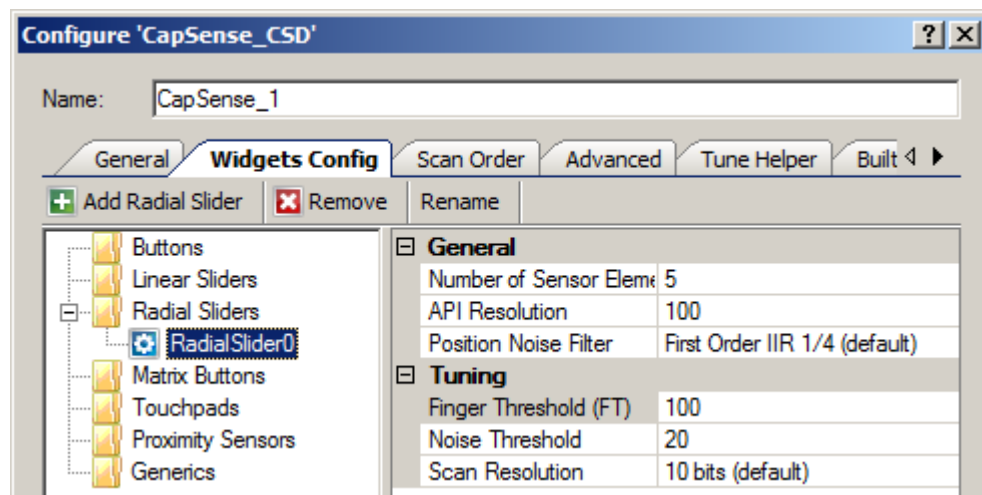 Configure 'CapSense_CSD'
Name: CapSense_1
General Widgets Config Scan Order Advanced Tune Helper Built
Add Radial Slider Remove Rename
Buttons
Linear Sliders
Radial Sliders
RadialSlider0
Matrix Buttons
Touchpads
Proximity Sensors
Generics
General
Number of Sensor Eleme 5
API Resolution 100
Position Noise Filter First Order IIR 1/4 (default)
Tuning
Finger Threshold (FT) 100
Noise Threshold 20
Scan Resolution 10 bits (default)